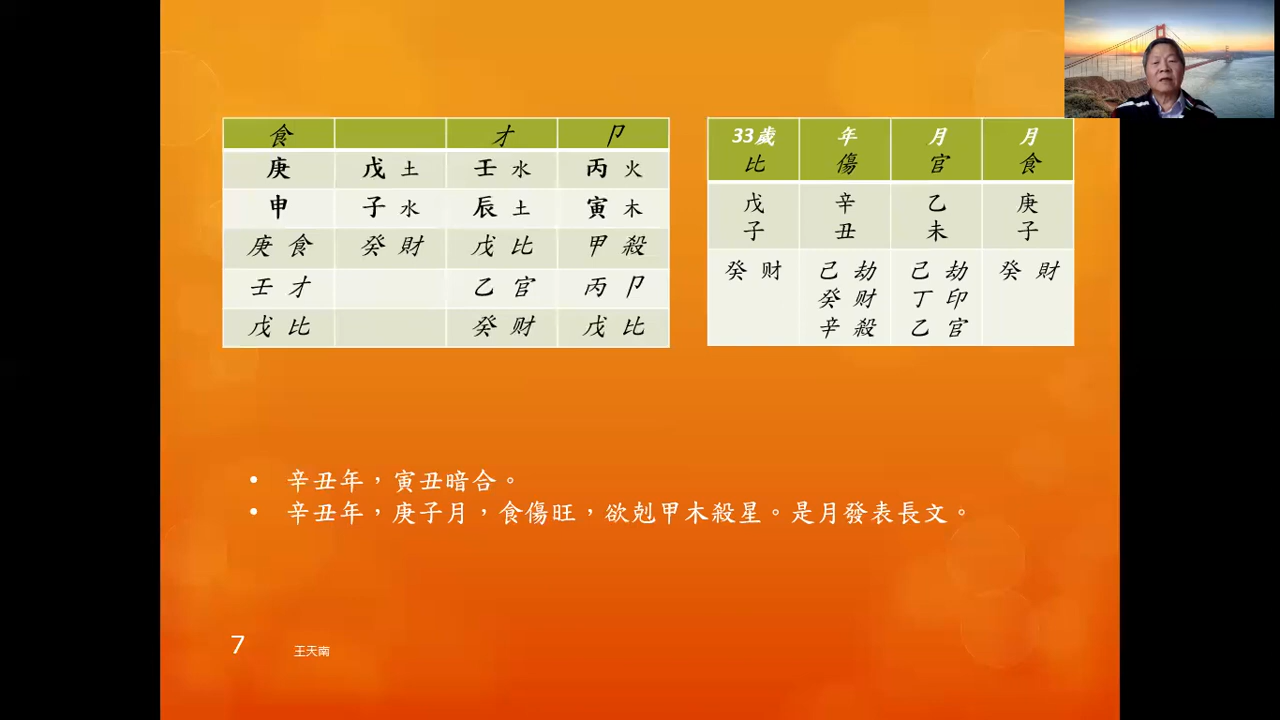 食 才 卩
庚 戊 土 壬 水 丙 火
申 子 水 辰 土 寅 木
庚 食 癸 財 戊 比 甲 殺
壬 才 乙 官 丙 卩
戊 比 癸 财 戊 比
33歲 年 月 月
比 傷 官 食
戊 辛 乙 庚
子 丑 未 子
癸 财 己 劫 己 劫 癸 財
癸 财 丁 印
辛 殺 乙 官
• 辛丑年，寅丑暗合。
• 辛丑年，庚子月，食傷旺，欲剋甲木殺星。是月發表長文。
7 王天南